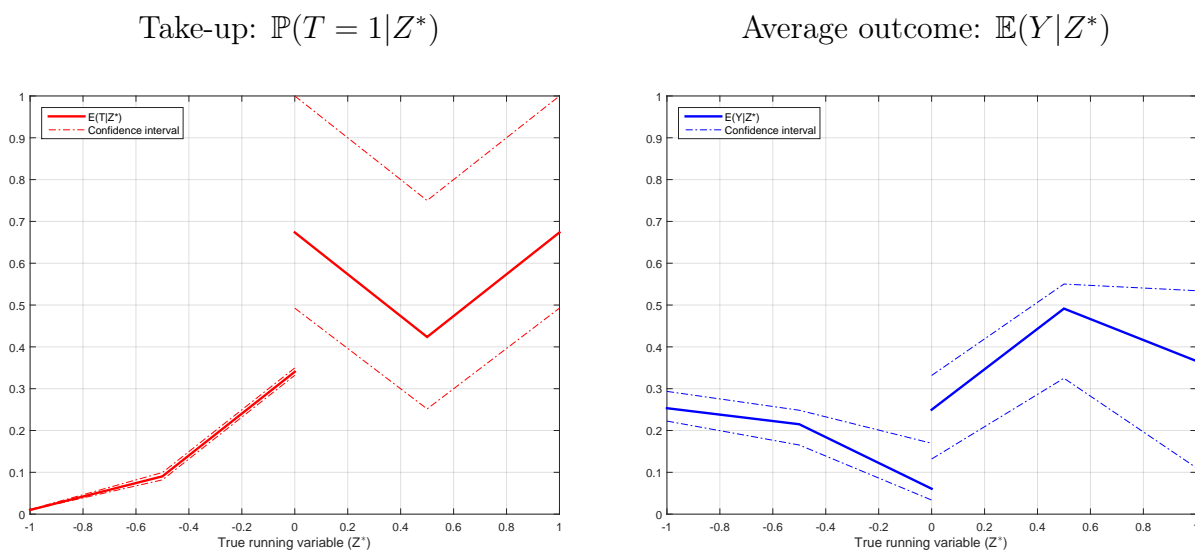 Take-up: ℙ(T = 1|Z*)
Average outcome: 𝔼(Y|Z*)
E(T|Z*)
Confidence interval
1
0.9
0.8
0.7
0.6
0.5
0.4
0.3
0.2
0.1
0
-1 -0.8 -0.6 -0.4 -0.2 0 0.2 0.4 0.6 0.8 1
True running variable (Z*)
E(Y|Z*)
Confidence interval
1
0.9
0.8
0.7
0.6
0.5
0.4
0.3
0.2
0.1
0
-1 -0.8 -0.6 -0.4 -0.2 0 0.2 0.4 0.6 0.8 1
True running variable (Z*)